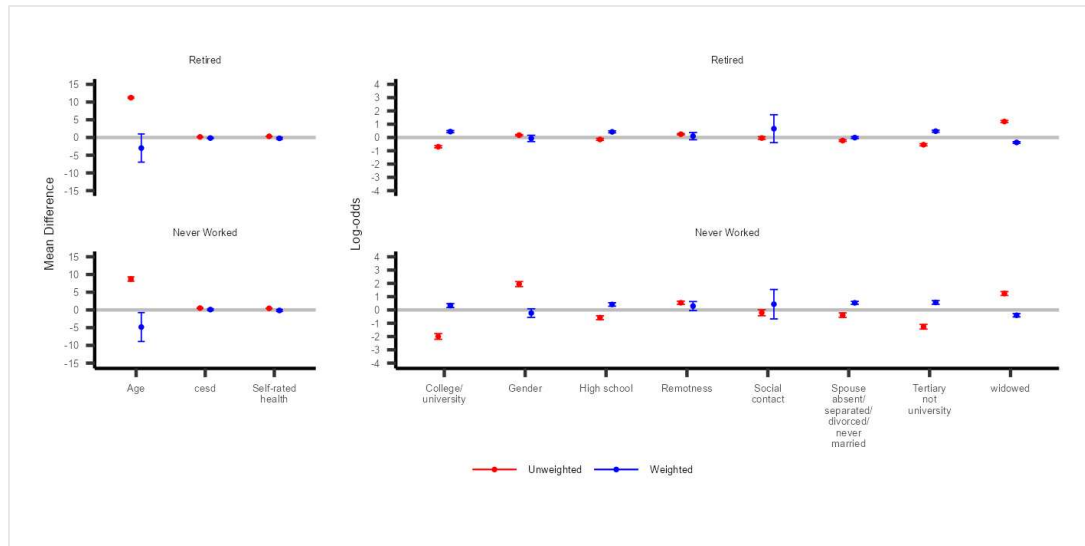 Retired
Retired
15
10
5
0
-5
-10
-15
4
3
2
1
0
-1
-2
-3
-4
Mean Difference
Log-odds
Never Worked
Never Worked
15
10
5
0
-5
-10
-15
4
3
2
1
0
-1
-2
-3
-4
Age
cesd
Self-rated
health
College/
university
Gender
High school
Remotness
Social
contact
Spouse
absent/
separated/
divorced/
never
married
Tertiary
not
university
widowed
Unweighted
Weighted